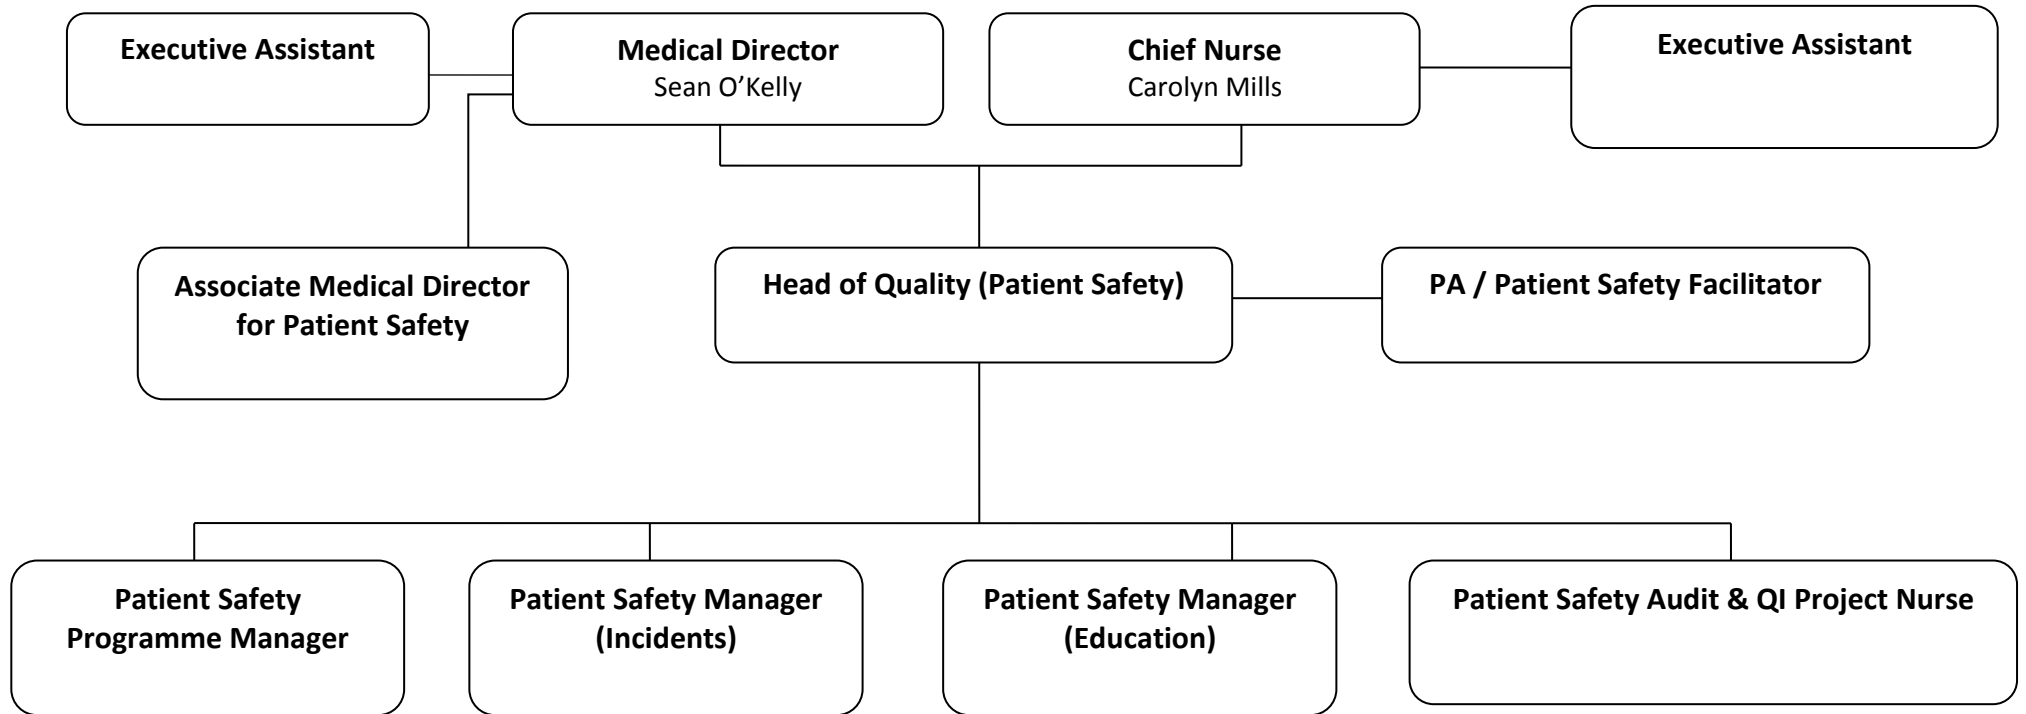 Executive Assistant
Medical Director
Sean O’Kelly
Chief Nurse
Carolyn Mills
Executive Assistant
Associate Medical Director
for Patient Safety
Head of Quality (Patient Safety)
PA / Patient Safety Facilitator
Patient Safety
Programme Manager
Patient Safety Manager
(Incidents)
Patient Safety Manager
(Education)
Patient Safety Audit & QI Project Nurse